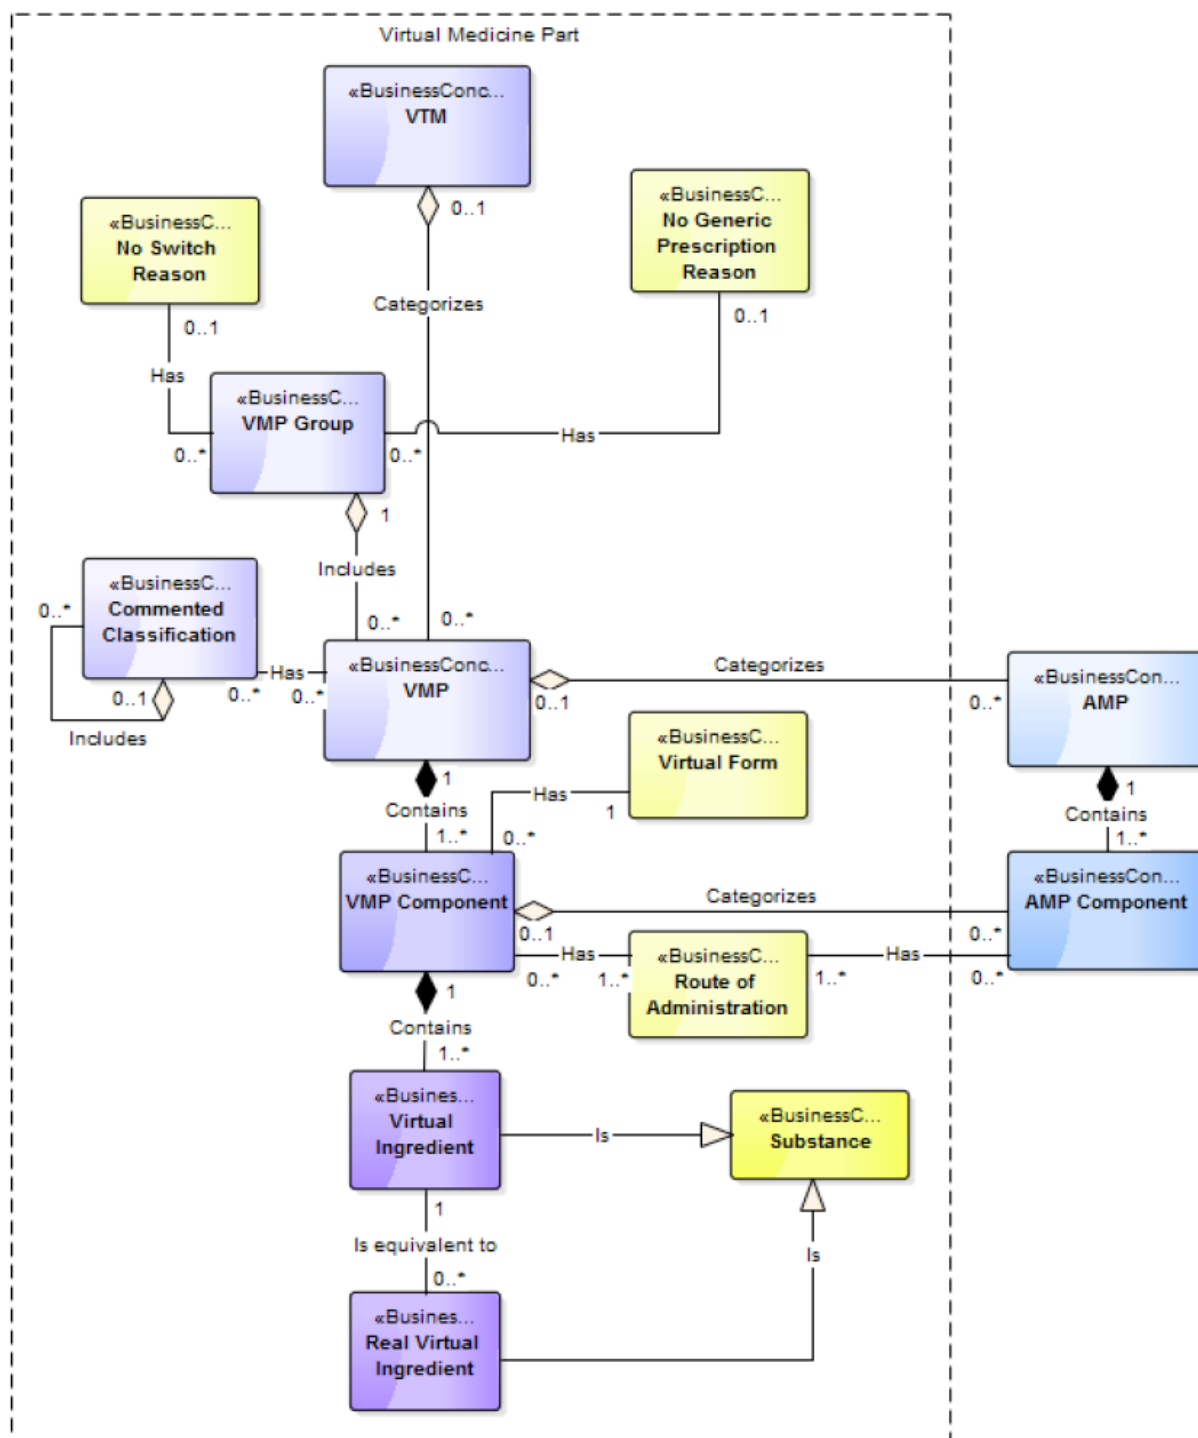 Virtual Medicine Part
«BusinessConc...
VTM
0..1
«BusinessC...
No Switch
Reason
0..1
«BusinessC...
No Generic
Prescription
Reason
0..1
Categorizes
Has
«BusinessC...
VMP Group
0..*
0..*
Has
1
Includes
0..*
0..*
«BusinessC...
Commented
Classification
0..*
0..1
Includes
Has
0..*
0..*
«BusinessConc...
VMP
0..1
Categorizes
0..*
«BusinessCon...
AMP
1
Contains
1..*
«BusinessC...
Virtual Form
Has
1
0..*
1
Contains
1..*
«BusinessC...
VMP Component
0..1
Categorizes
0..*
«BusinessCon...
AMP Component
Has
0..*
1..*
«BusinessC...
Route of
Administration
Has
1..*
0..*
1
Contains
1..*
«Busines...
Virtual
Ingredient
Is
«BusinessC...
Substance
1
Is equivalent to
0..*
Is
«Busines...
Real Virtual
Ingredient